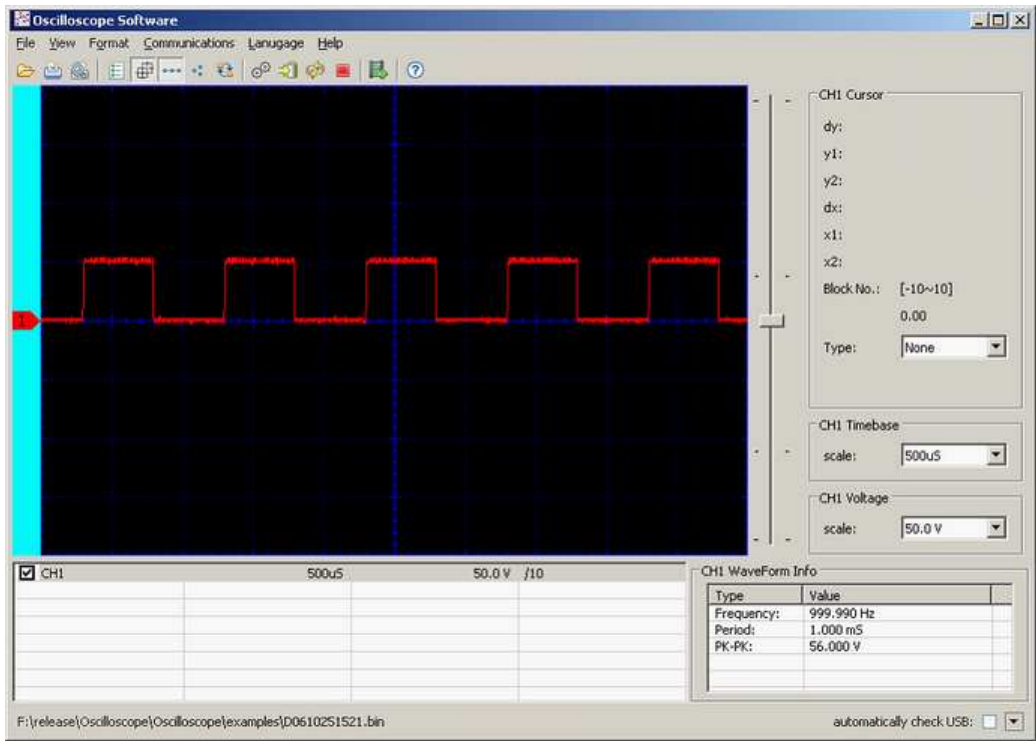 Oscilloscope Software
File View Format Communications Lanugage Help
CH1 Cursor
dy:
y1:
y2:
dx:
x1:
x2:
Block No.: [-10~10]
0.00
Type: None
1
CH1 Timebase
scale: 500uS
CH1 Voltage
scale: 50.0 V
CH1 500uS 50.0 V /10
CH1 WaveForm Info
Type Value
Frequency: 999.990 Hz
Period: 1.000 mS
PK-PK: 56.000 V
F:\release\Oscilloscope\Oscilloscope\examples\D0610251521.bin
automatically check USB: